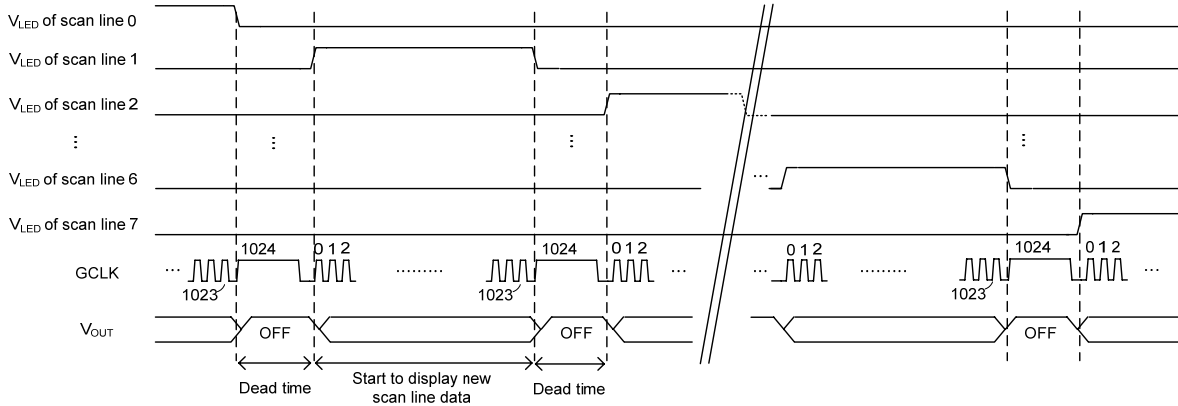 VLED of scan line 0
VLED of scan line 1
VLED of scan line 2
⋮ ⋮ ⋮ ⋮
VLED of scan line 6 ...
VLED of scan line 7
1024 0 1 2 1024 0 1 2 0 1 2 1024 0 1 2
GCLK ... ......... ... ......... ...
1023 1023 1023
VOUT OFF OFF OFF
Dead time Start to display new scan line data Dead time